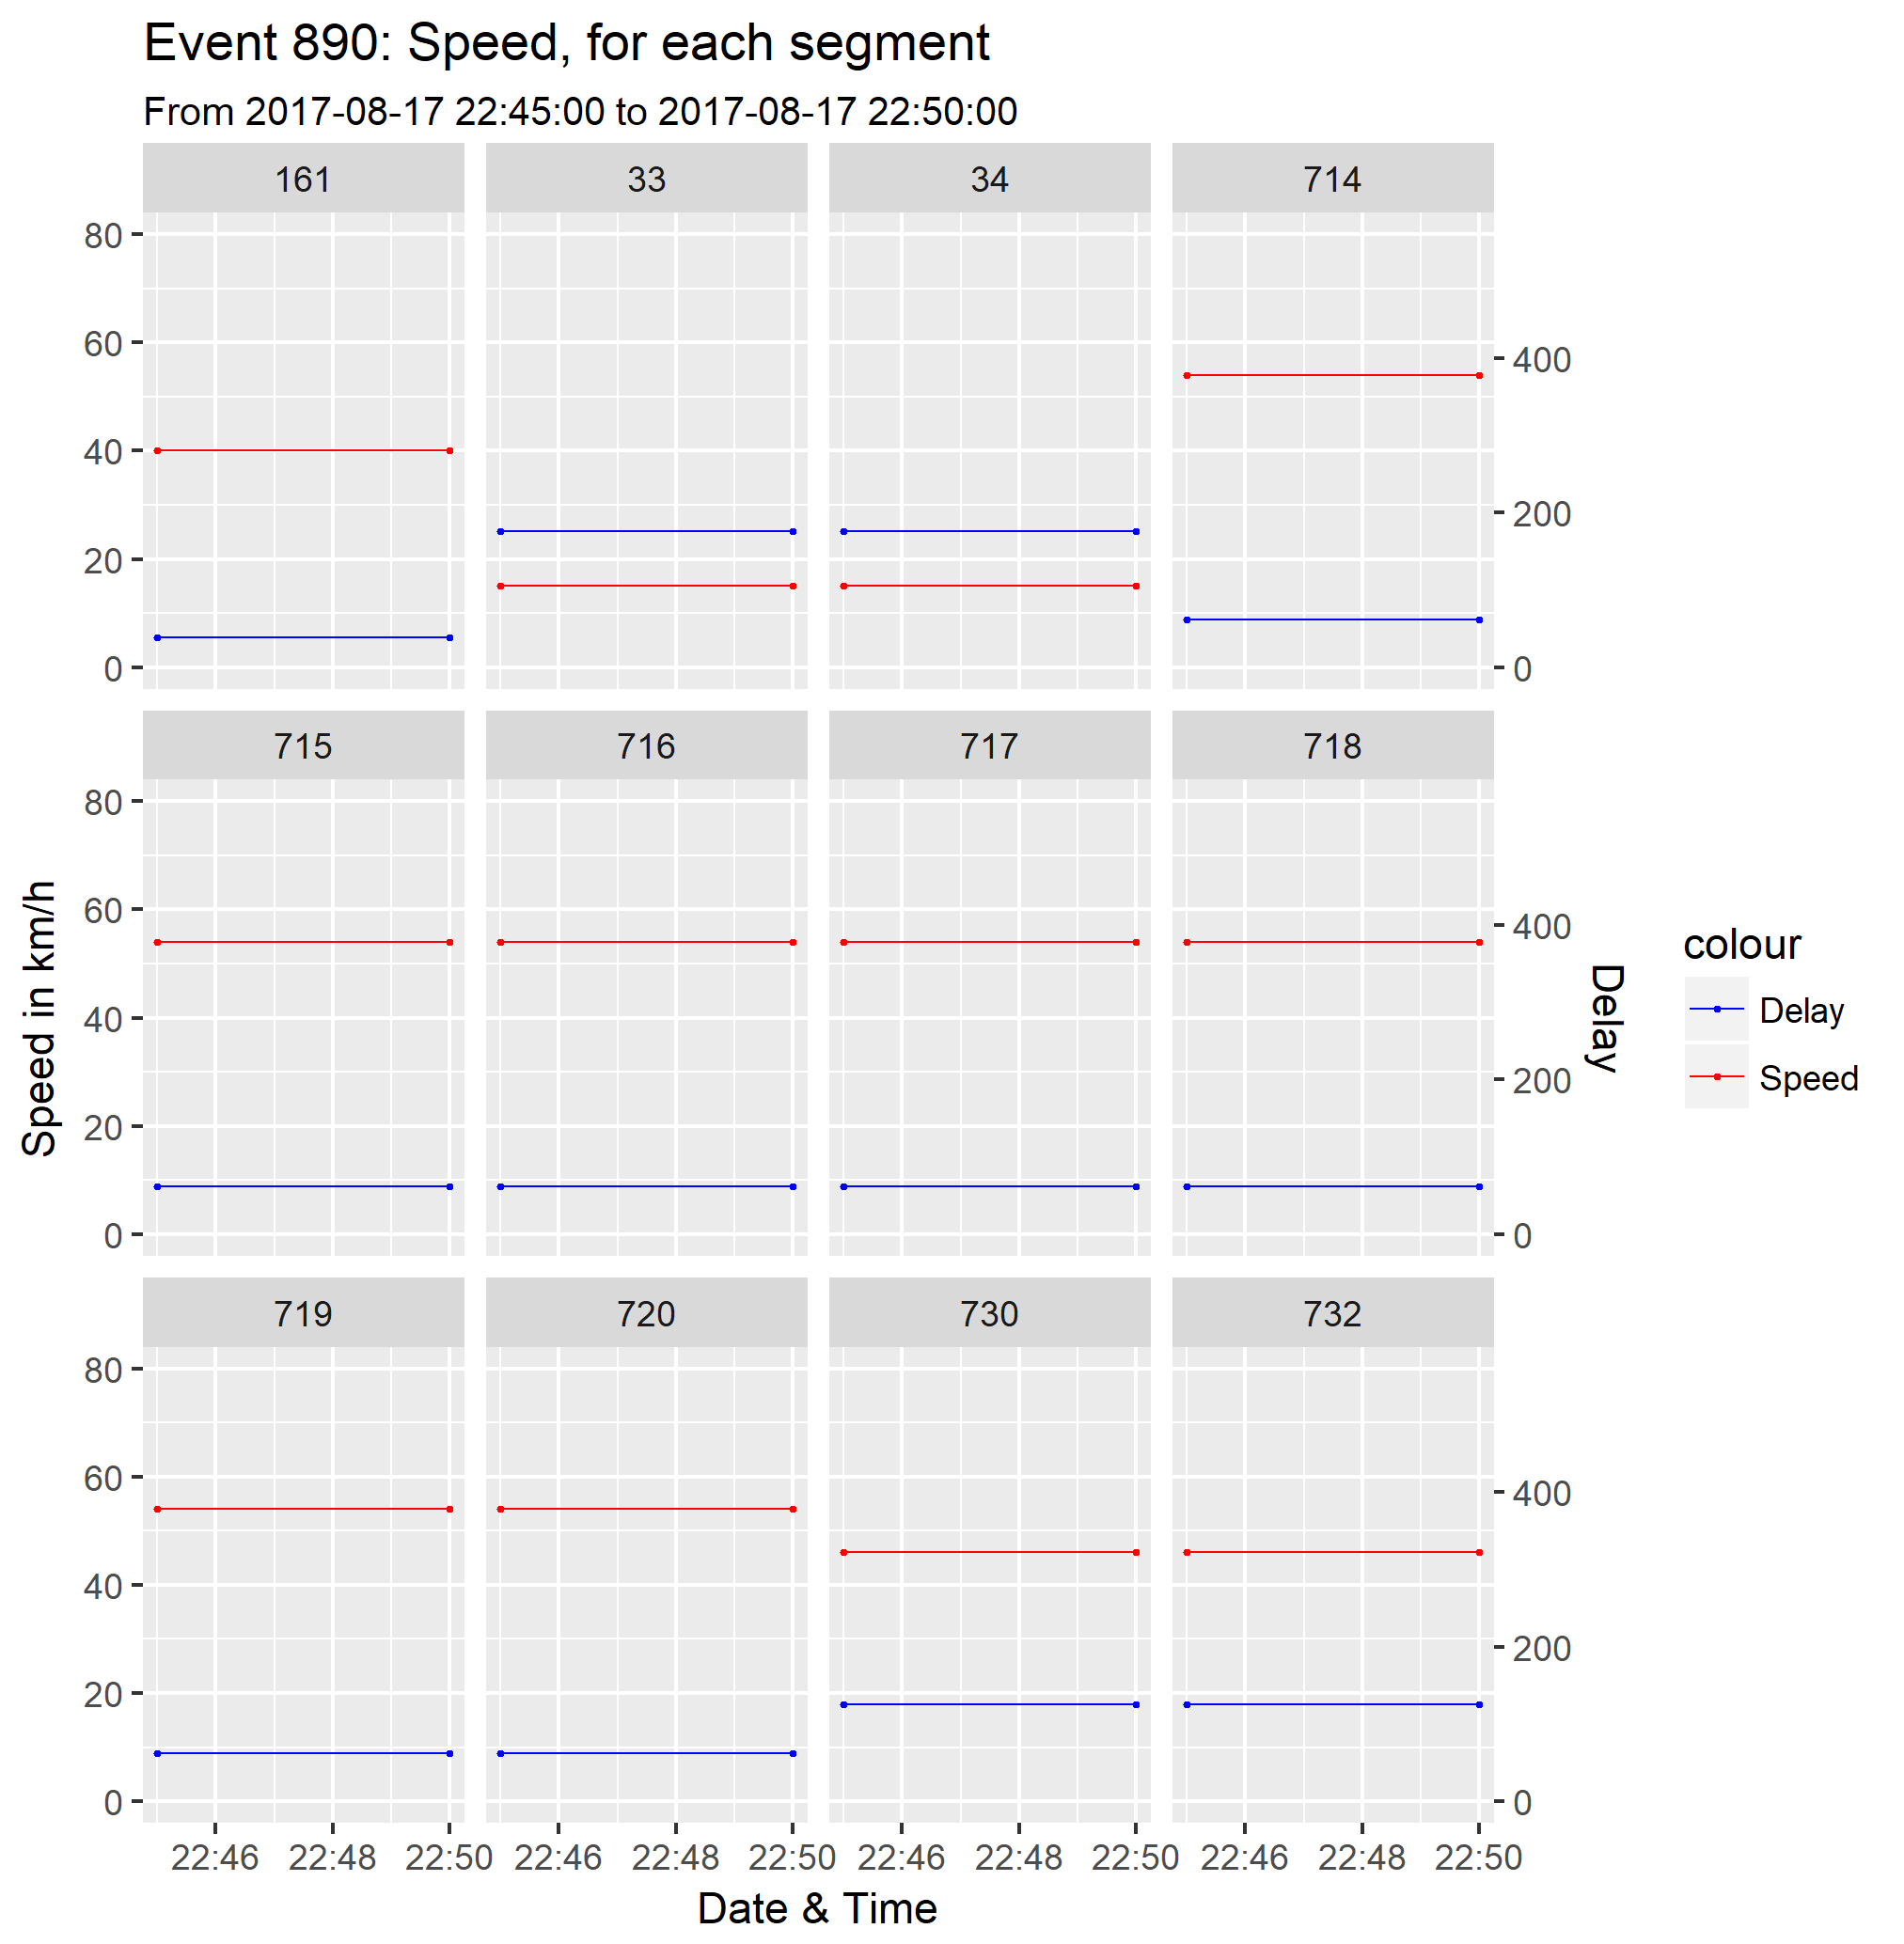 Event 890: Speed, for each segment
From 2017-08-17 22:45:00 to 2017-08-17 22:50:00
161 33 34 714
80
60
40
20
0
400
200
0
715 716 717 718
80
60
40
20
0
400
200
0
719 720 730 732
80
60
40
20
0
400
200
0
22:46 22:48 22:50 22:46 22:48 22:50 22:46 22:48 22:50 22:46 22:48 22:50
Date & Time
Speed in km/h
Delay
colour
Delay
Speed